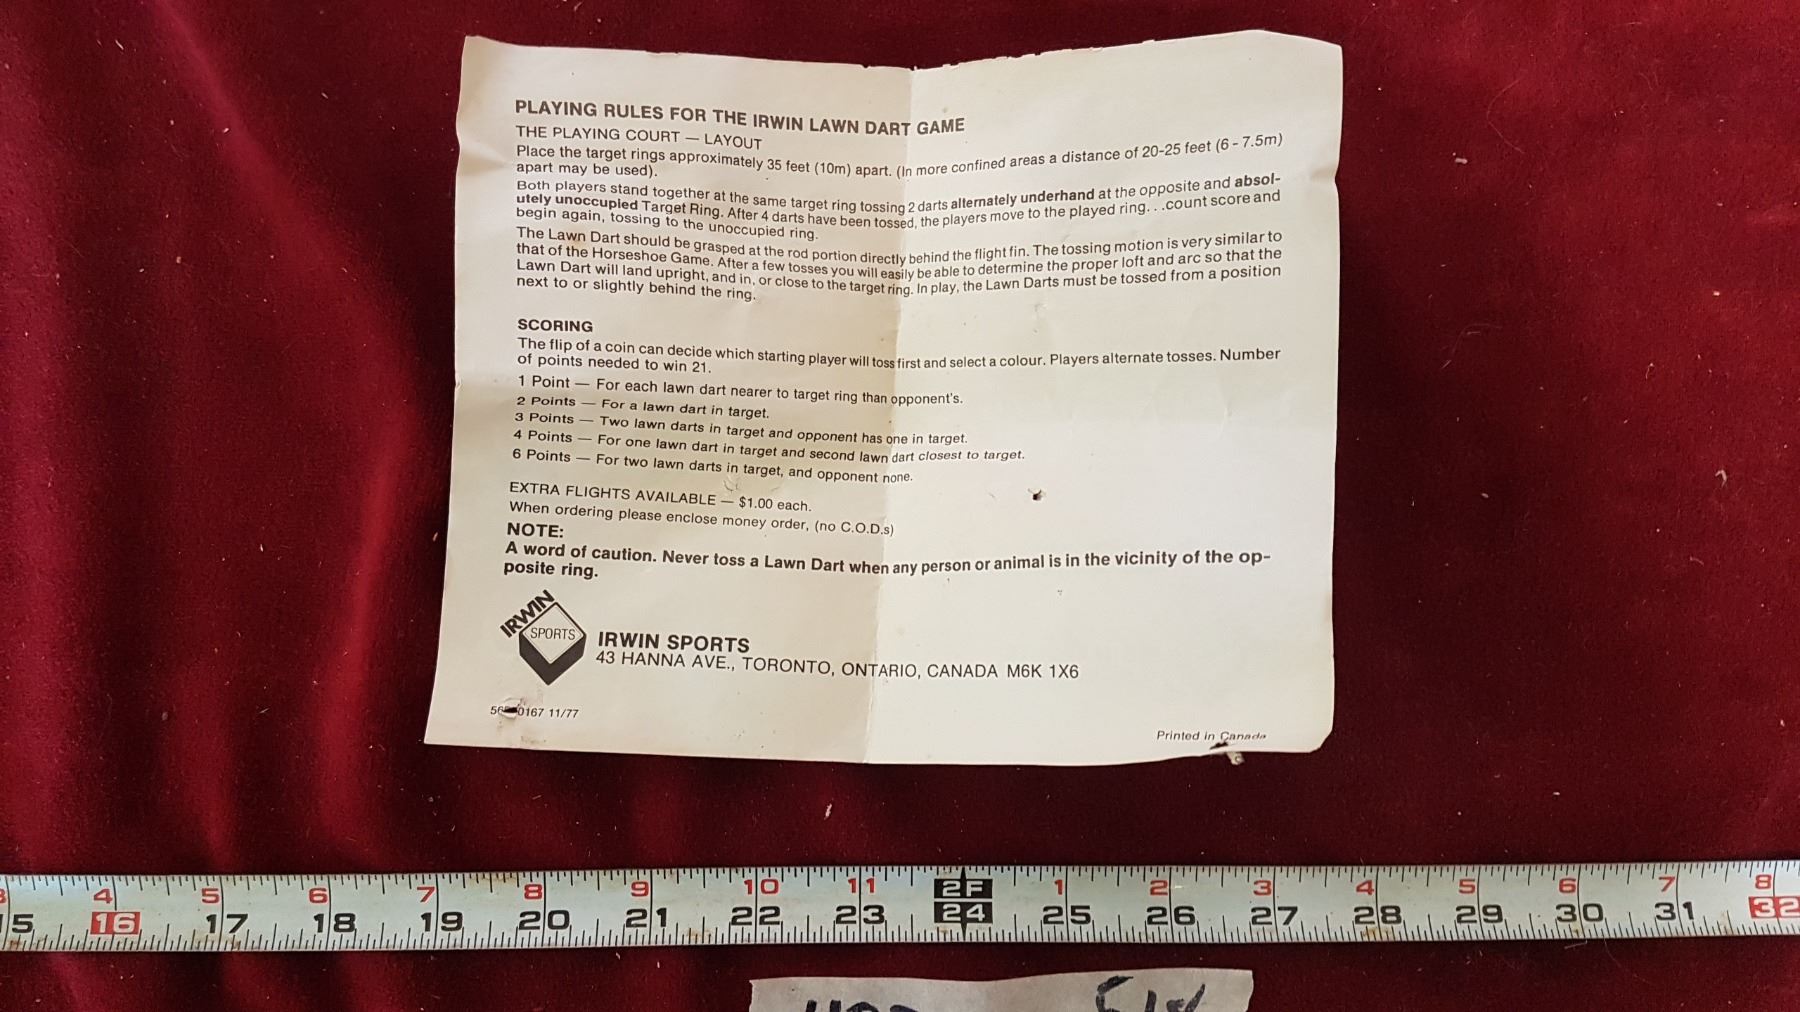 PLAYING RULES FOR THE IRWIN LAWN DART GAME
THE PLAYING COURT — LAYOUT
Place the target rings approximately 35 feet (10m) apart. (In more confined areas a distance of 20-25 feet (6 - 7.5m)
apart may be used).
Both players stand together at the same target ring tossing 2 darts alternately underhand at the opposite and absol-
utely unoccupied Target Ring. After 4 darts have been tossed, the players move to the played ring. . .count score and
begin again, tossing to the unoccupied ring.
The Lawn Dart should be grasped at the rod portion directly behind the flight fin. The tossing motion is very similar to
that of the Horseshoe Game. After a few tosses you will easily be able to determine the proper loft and arc so that the
Lawn Dart will land upright, and in, or close to the target ring. In play, the Lawn Darts must be tossed from a position
next to or slightly behind the ring.
SCORING
The flip of a coin can decide which starting player will toss first and select a colour. Players alternate tosses. Number
of points needed to win 21.
1 Point — For each lawn dart nearer to target ring than opponent's.
2 Points — For a lawn dart in target.
3 Points — Two lawn darts in target and opponent has one in target.
4 Points — For one lawn dart in target and second lawn dart closest to target.
6 Points — For two lawn darts in target, and opponent none.
EXTRA FLIGHTS AVAILABLE — $1.00 each.
When ordering please enclose money order, (no C.O.D.s)
NOTE:
A word of caution. Never toss a Lawn Dart when any person or animal is in the vicinity of the op-
posite ring.
IRWIN
SPORTS
IRWIN SPORTS
43 HANNA AVE., TORONTO, ONTARIO, CANADA M6K 1X6
0167 11/77
Printed in Canada
4 5 6 7 8 9 10 11 2F 1 2 3 4 5 6 7 8
16 17 18 19 20 21 22 23 24 25 26 27 28 29 30 31 32